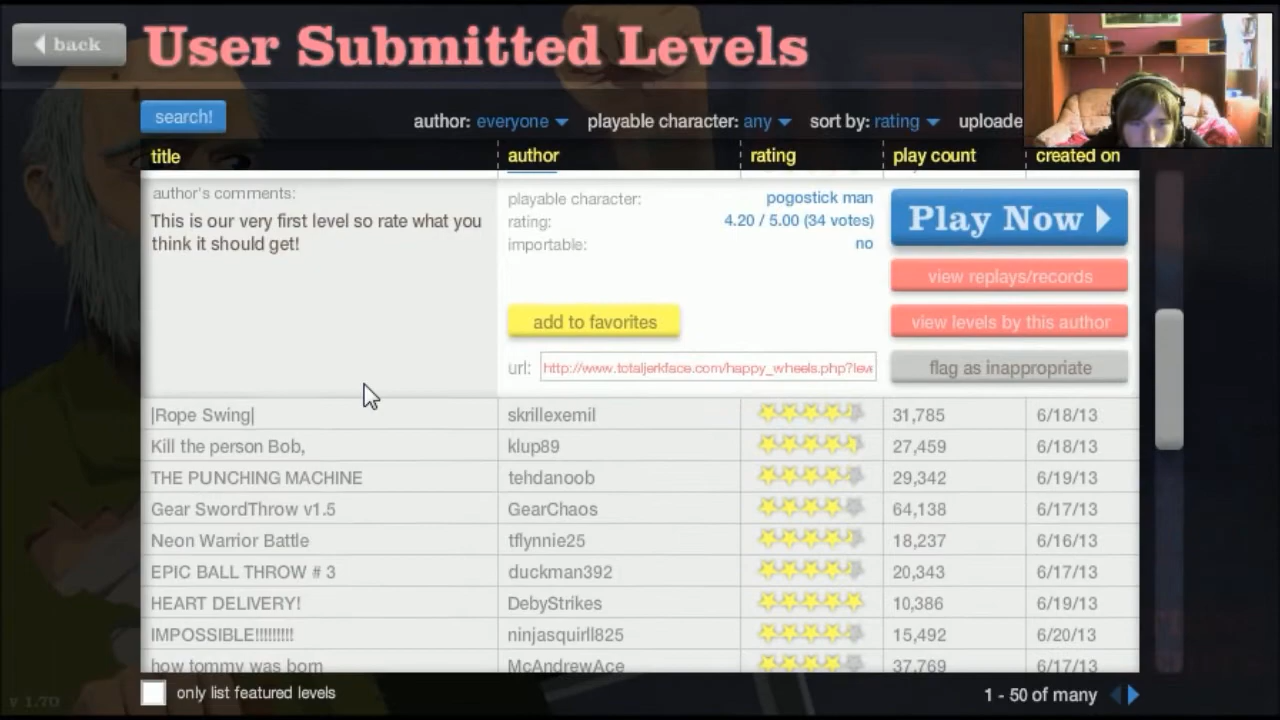 back
User Submitted Levels
search!
author: everyone
playable character: any
sort by: rating
uploade
title
author
rating
play count
created on
author's comments:
This is our very first level so rate what you
think it should get!
playable character: pogostick man
rating: 4.20 / 5.00 (34 votes)
importable: no
add to favorites
url: http://www.totaljerkface.com/happy_wheels.php?lev
Play Now
view replays/records
view levels by this author
flag as inappropriate
|Rope Swing| skrillexemil 31,785 6/18/13
Kill the person Bob, klup89 27,459 6/18/13
THE PUNCHING MACHINE tehdanoob 29,342 6/19/13
Gear SwordThrow v1.5 GearChaos 64,138 6/17/13
Neon Warrior Battle tflynnie25 18,237 6/16/13
EPIC BALL THROW # 3 duckman392 20,343 6/17/13
HEART DELIVERY! DebyStrikes 10,386 6/19/13
IMPOSSIBLE!!!!!!!!! ninjasquirll825 15,492 6/20/13
how tommy was born McAndrewAce 37,769 6/17/13
only list featured levels
1 - 50 of many
v 1.70